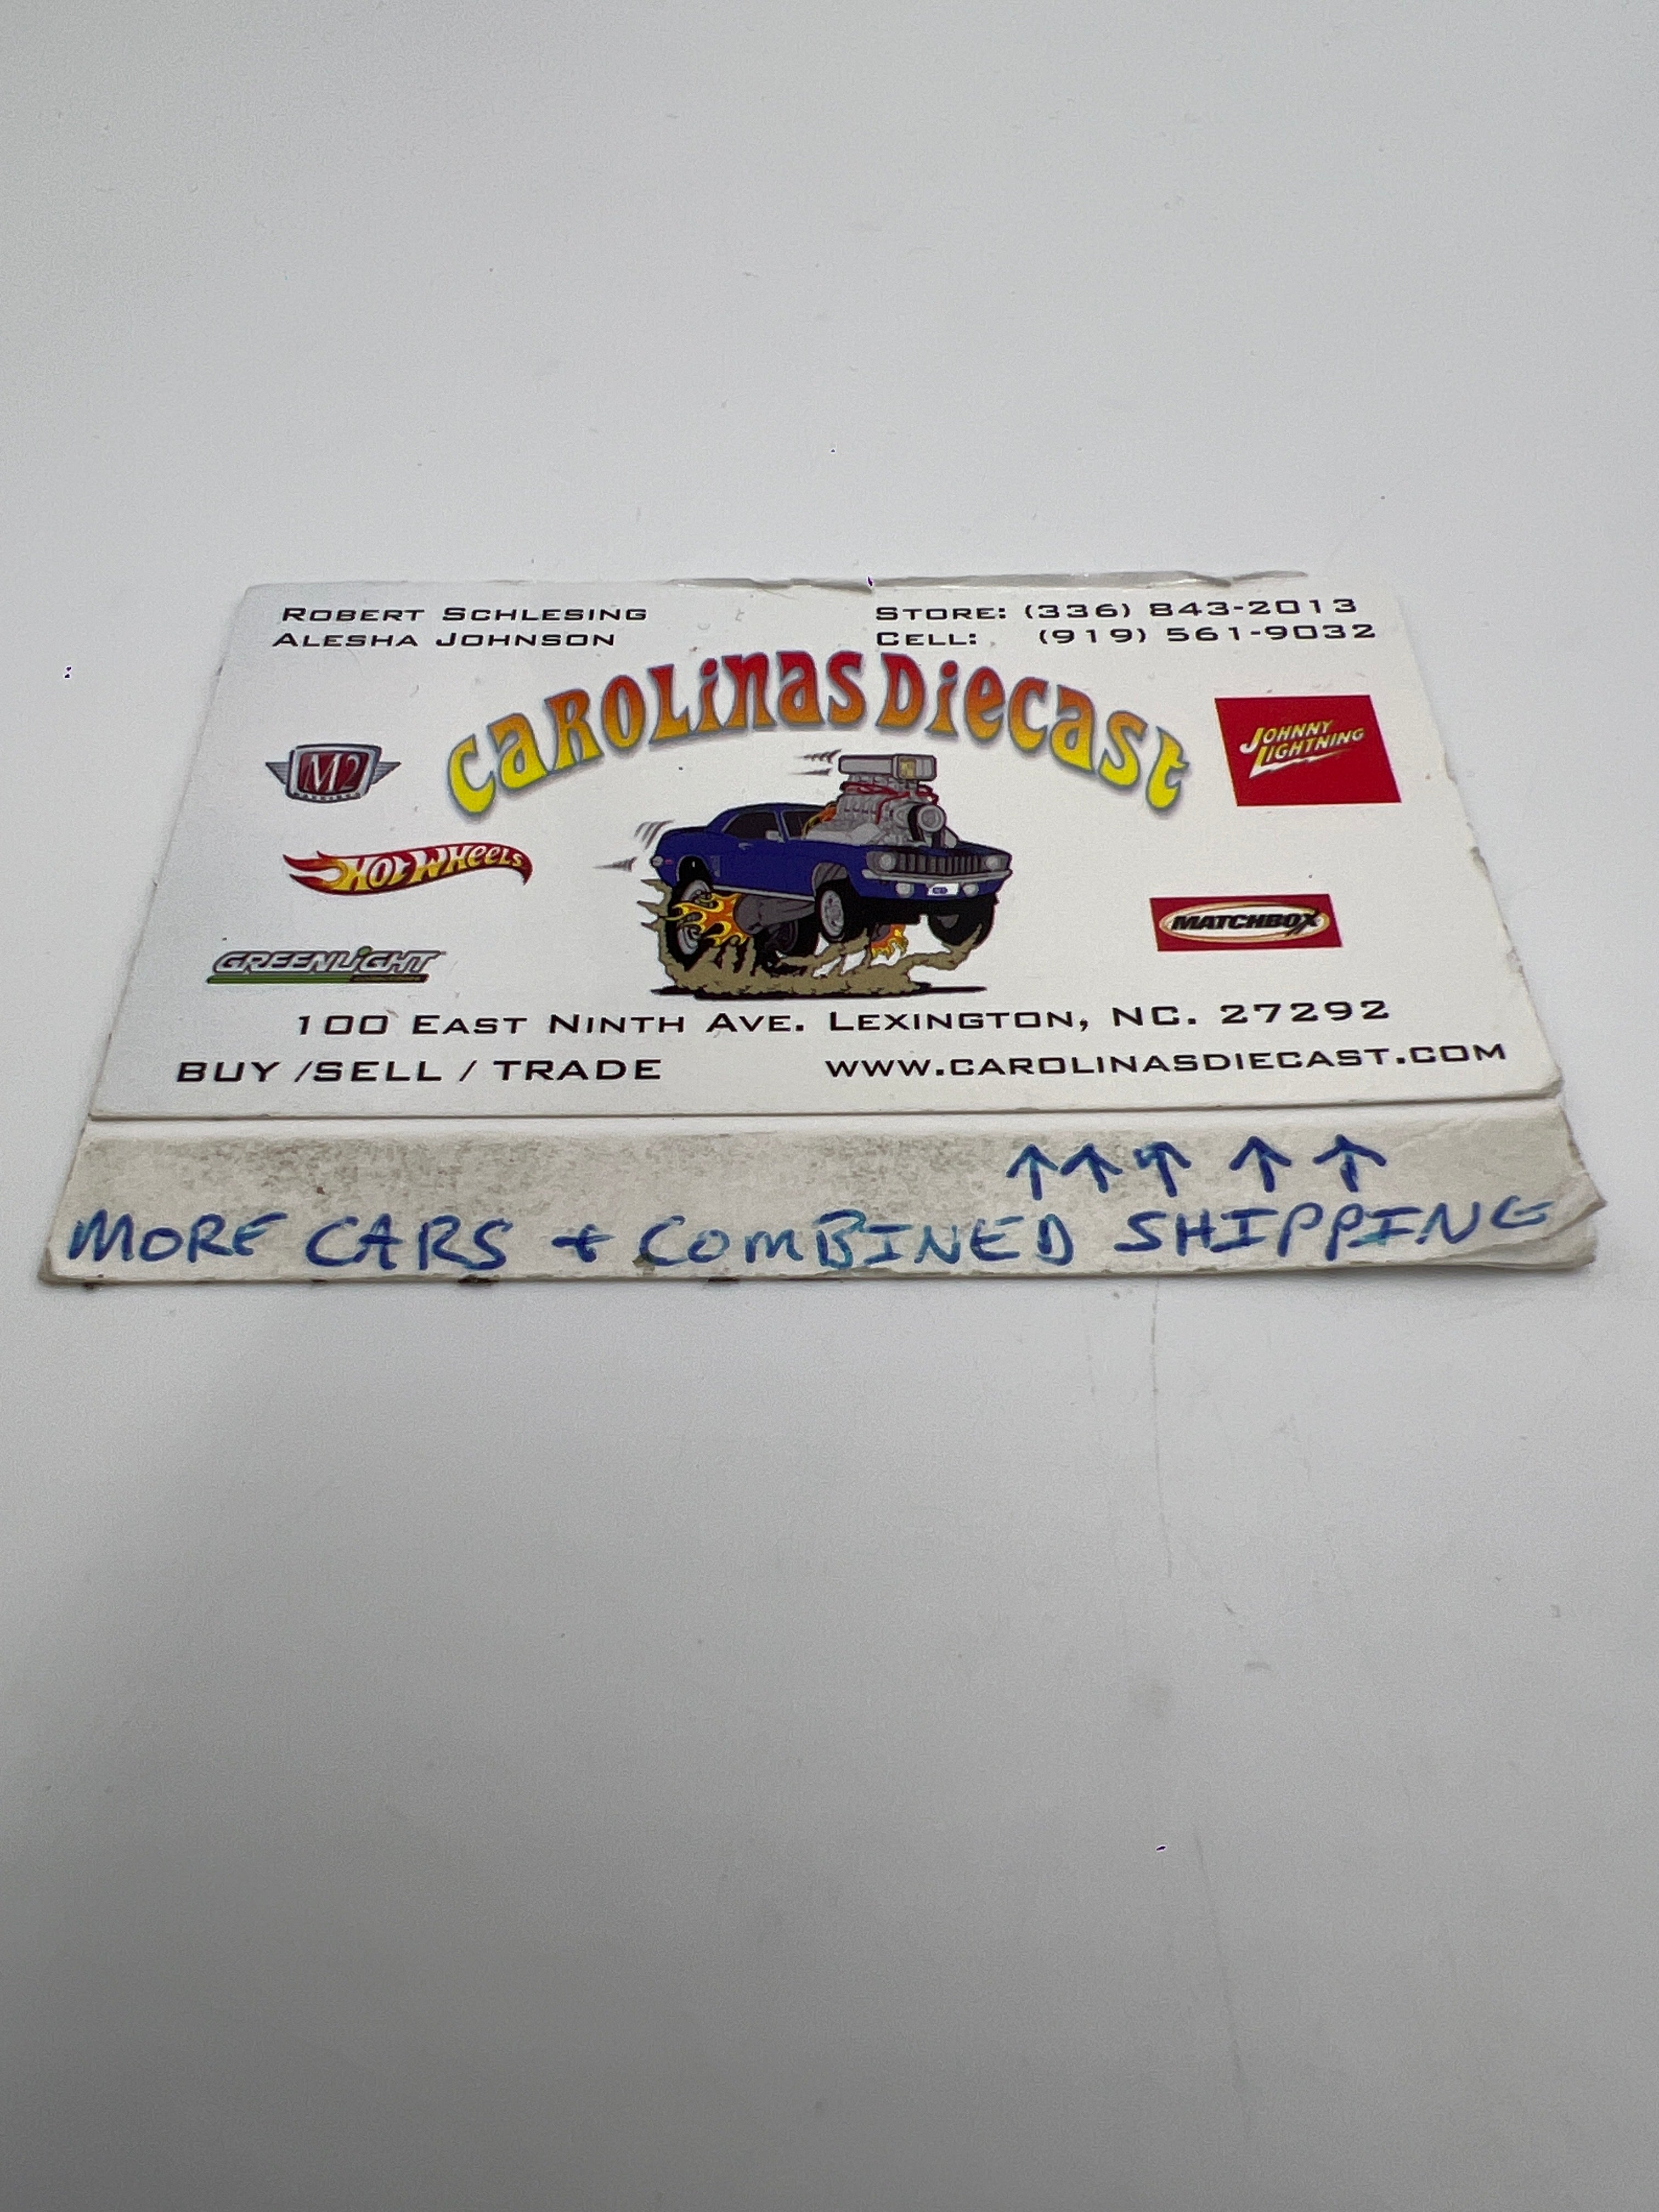 ROBERT SCHLESING
ALESHA JOHNSON
STORE: (336) 843-2013
CELL: (919) 561-9032
CAROLINAS DIECAST
M2
JOHNNY
LIGHTNING
HOT WHEELS
MATCHBOX
GREENLIGHT
100 EAST NINTH AVE. LEXINGTON, NC. 27292
BUY /SELL / TRADE
WWW.CAROLINASDIECAST.COM
↑↑↑ ↑ ↑
MORE CARS + COMBINED SHIPPING